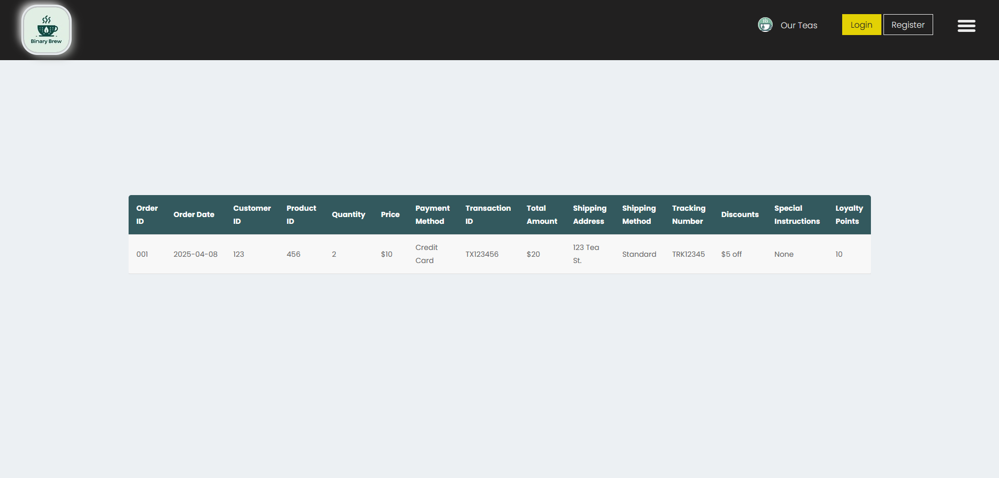 Binary Brew
Our Teas
Login
Register
Order ID
Order Date
Customer ID
Product ID
Quantity
Price
Payment Method
Transaction ID
Total Amount
Shipping Address
Shipping Method
Tracking Number
Discounts
Special Instructions
Loyalty Points
001
2025-04-08
123
456
2
$10
Credit Card
TX123456
$20
123 Tea St.
Standard
TRK12345
$5 off
None
10